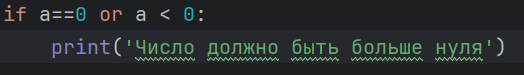 if a==0 or a < 0:
    print('Число должно быть больше нуля')